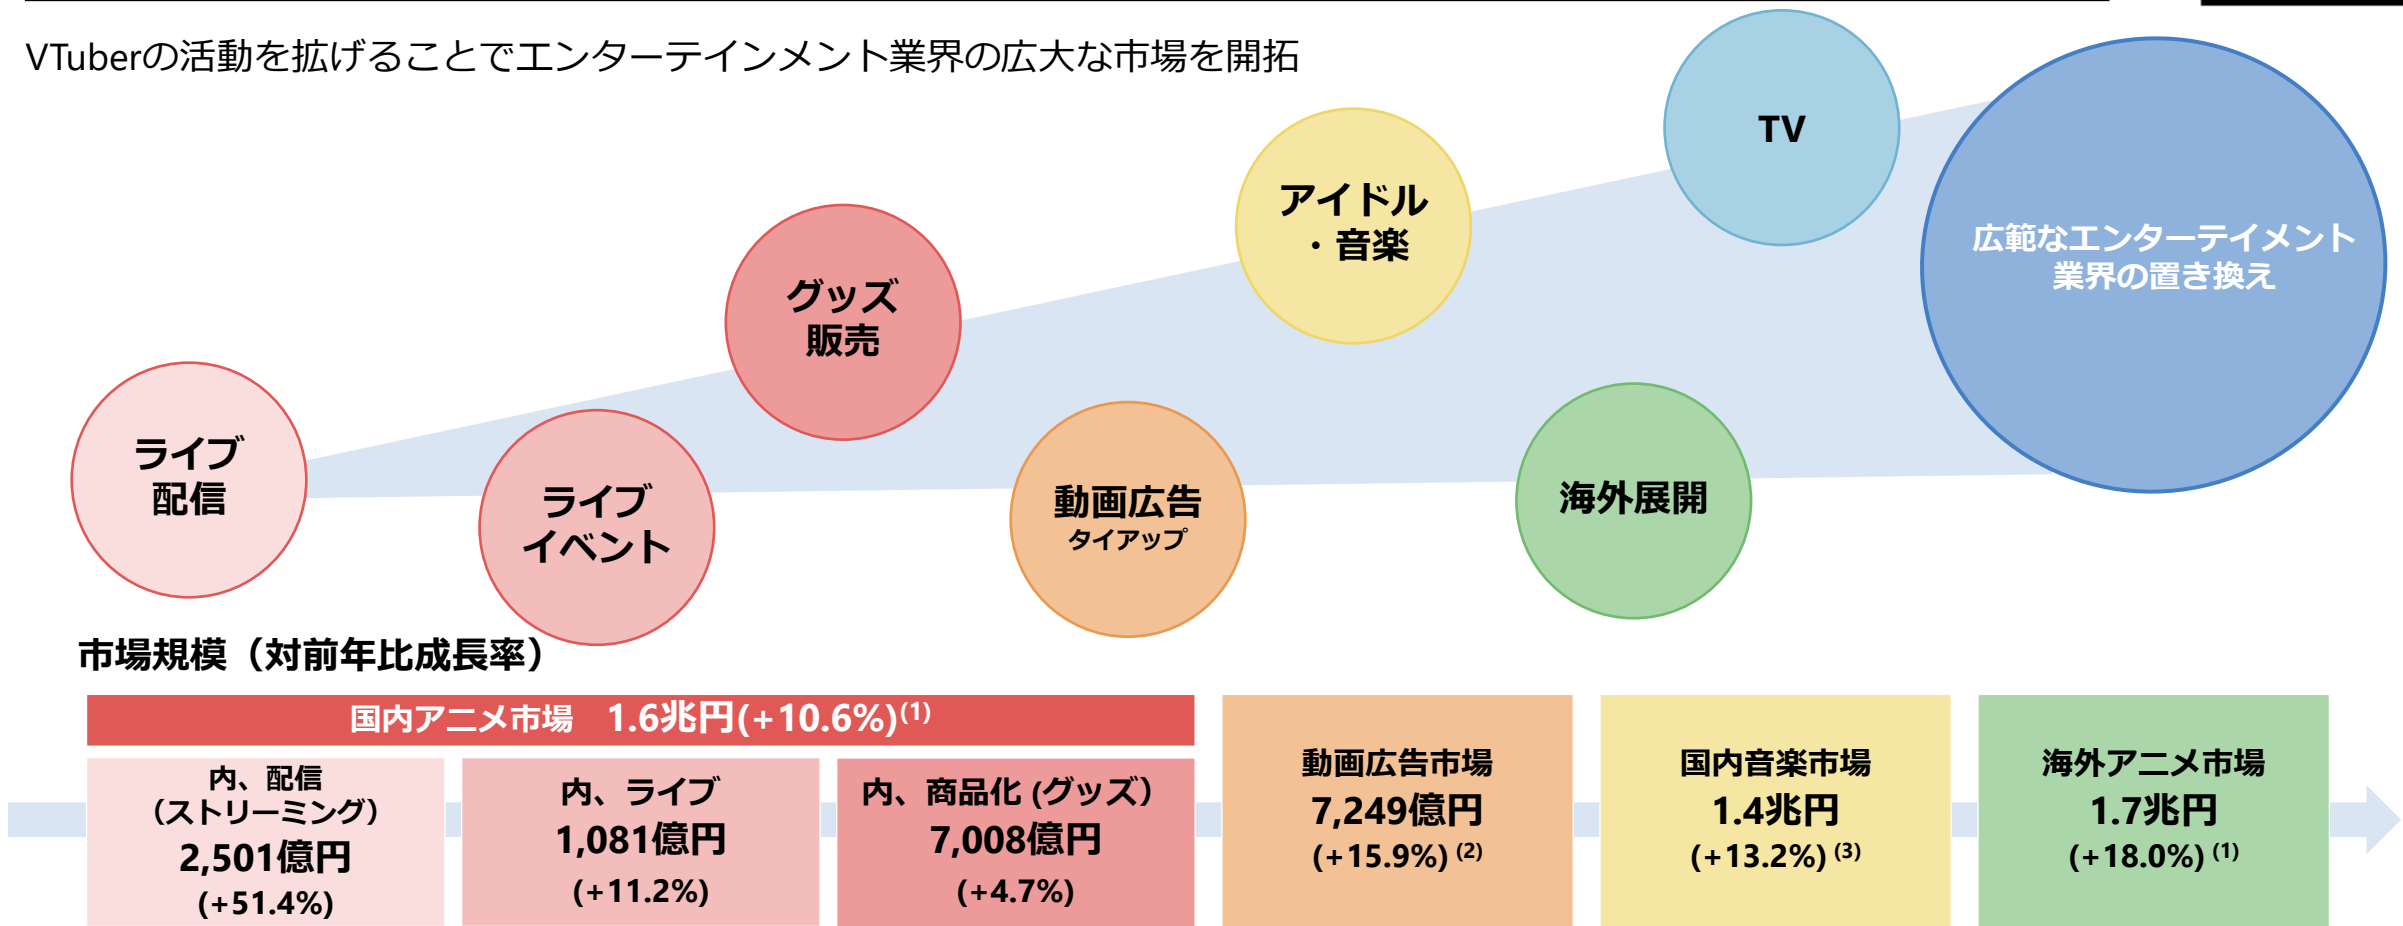 VTuberの活動を拡げることでエンターテインメント業界の広大な市場を開拓
ライブ
配信
ライブ
イベント
グッズ
販売
動画広告
タイアップ
アイドル
・音楽
海外展開
TV
広範なエンターテイメント
業界の置き換え
市場規模（対前年比成長率）
国内アニメ市場　1.6兆円(+10.6%)(1)
内、配信
（ストリーミング）
2,501億円
(+51.4%)
内、ライブ
1,081億円
(+11.2%)
内、商品化 (グッズ）
7,008億円
(+4.7%)
動画広告市場
7,249億円
(+15.9%) (2)
国内音楽市場
1.4兆円
(+13.2%) (3)
海外アニメ市場
1.7兆円
(+18.0%) (1)